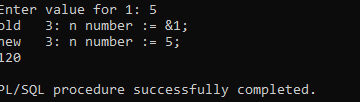 Enter value for 1: 5
old   3: n number := &1;
new   3: n number := 5;
120
PL/SQL procedure successfully completed.